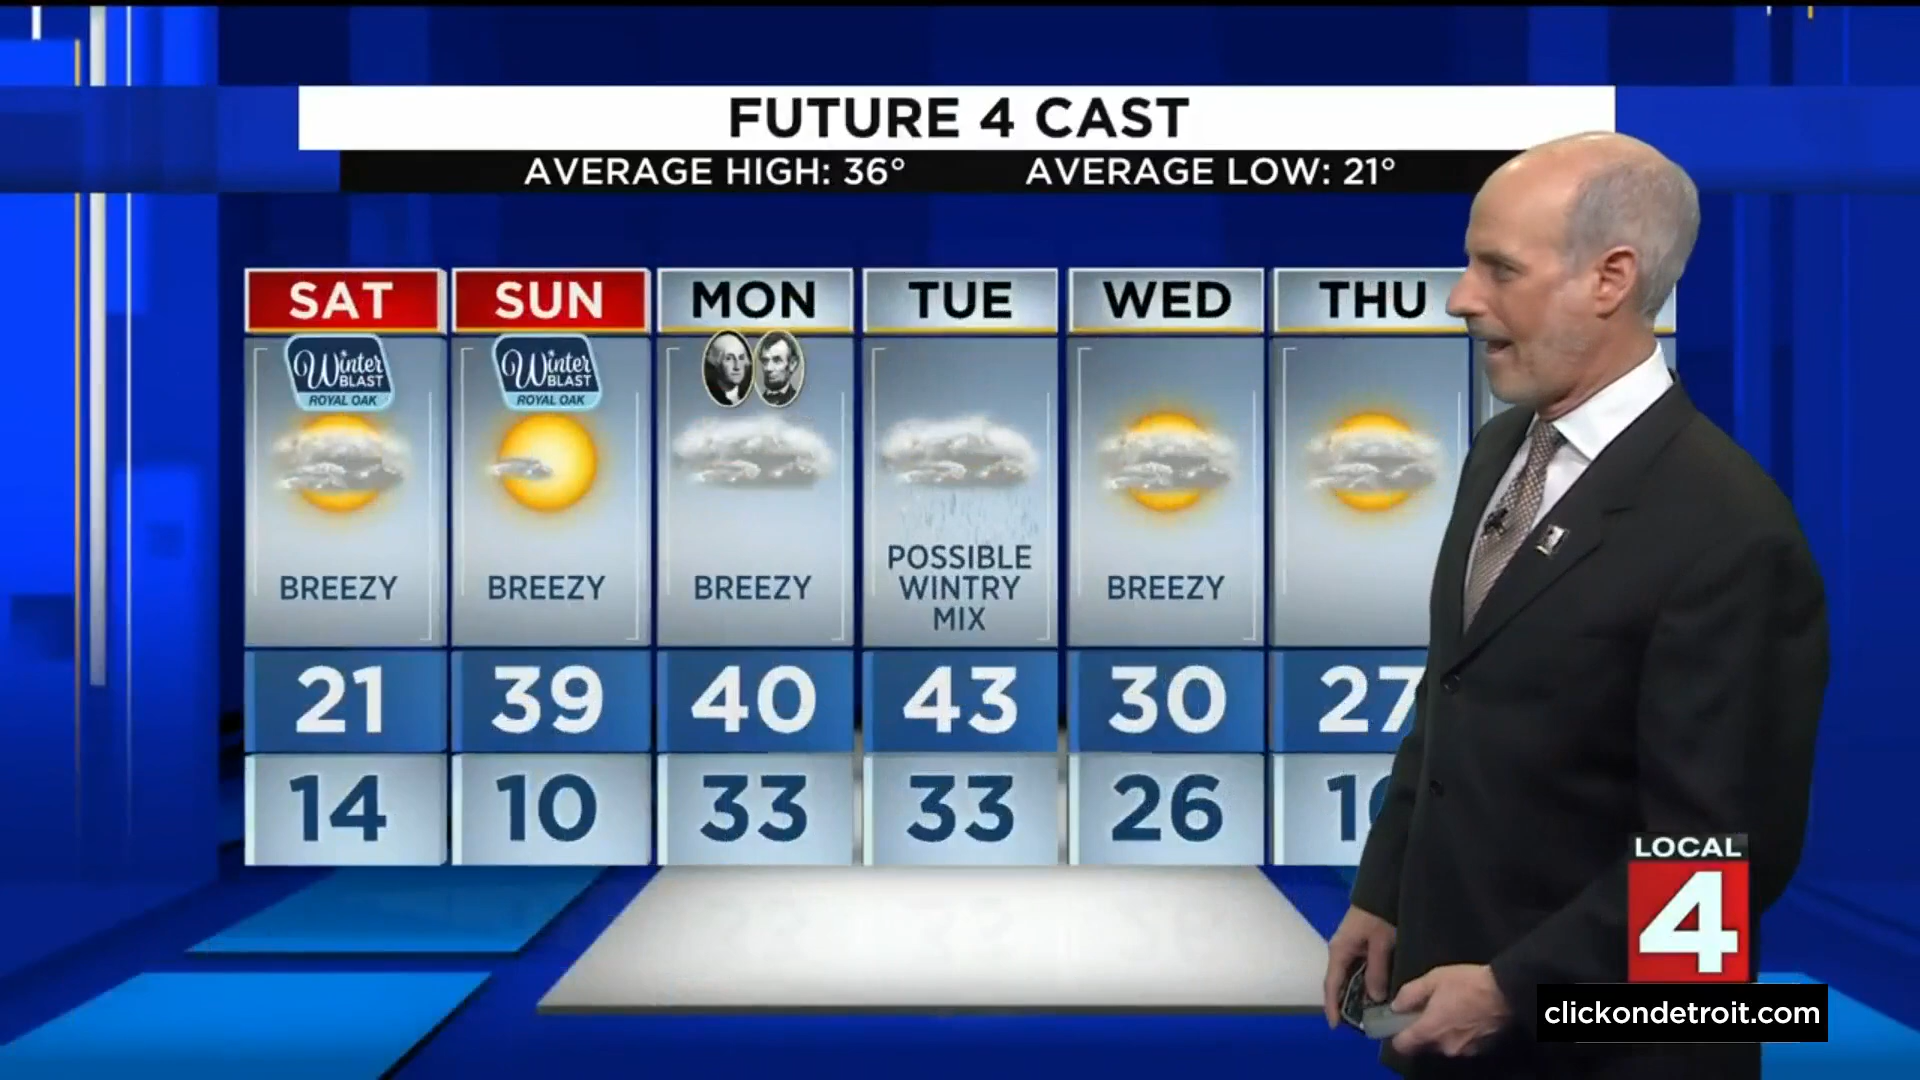 FUTURE 4 CAST
AVERAGE HIGH: 36° AVERAGE LOW: 21°
SAT SUN MON TUE WED THU
Winter BLAST ROYAL OAK
Winter BLAST ROYAL OAK
BREEZY BREEZY BREEZY POSSIBLE WINTRY MIX BREEZY
21 39 40 43 30 27
14 10 33 33 26
LOCAL
4
clickondetroit.com